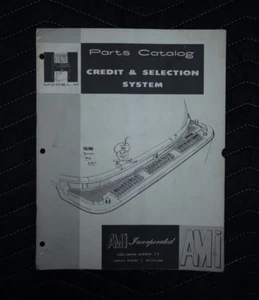 Parts Catalog
H
MODEL-H
CREDIT & SELECTION
SYSTEM
AMI Incorporated
AMI